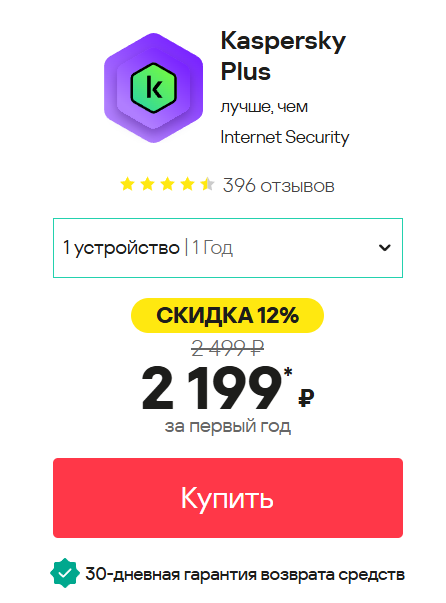 Kaspersky
Plus
лучше, чем
Internet Security
396 отзывов
1 устройство | 1 Год
СКИДКА 12%
2 499 ₽
2 199* ₽
за первый год
Купить
30-дневная гарантия возврата средств